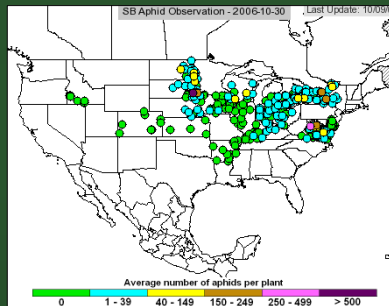 SB Aphid Observation - 2006-10-30
Last Update: 10/09/
Average number of aphids per plant
0 1 - 39 40 - 149 150 - 249 250 - 499 > 500